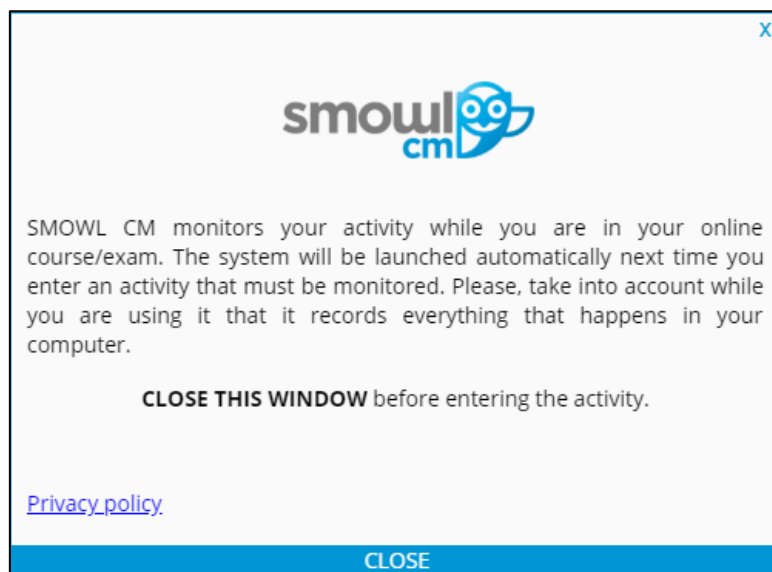 X
smowl
cm
SMOWL CM monitors your activity while you are in your online
course/exam. The system will be launched automatically next time you
enter an activity that must be monitored. Please, take into account while
you are using it that it records everything that happens in your
computer.
CLOSE THIS WINDOW before entering the activity.
Privacy policy
CLOSE